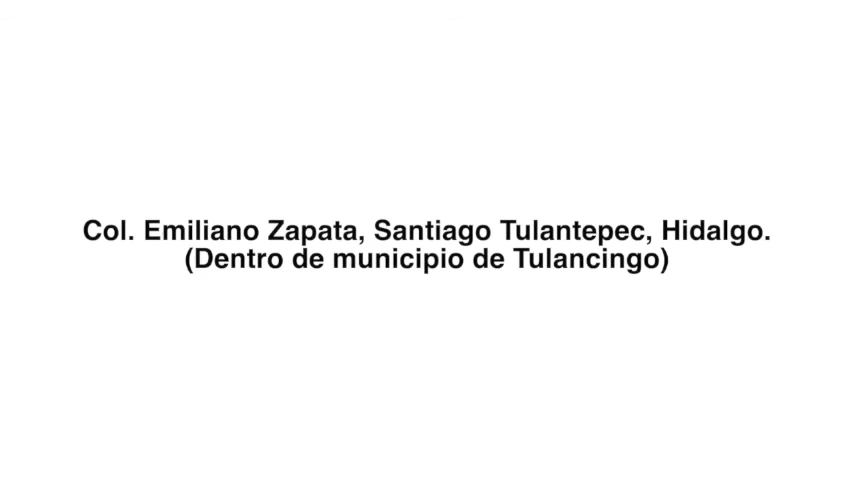 Col. Emiliano Zapata, Santiago Tulantepec, Hidalgo.
(Dentro de municipio de Tulancingo)